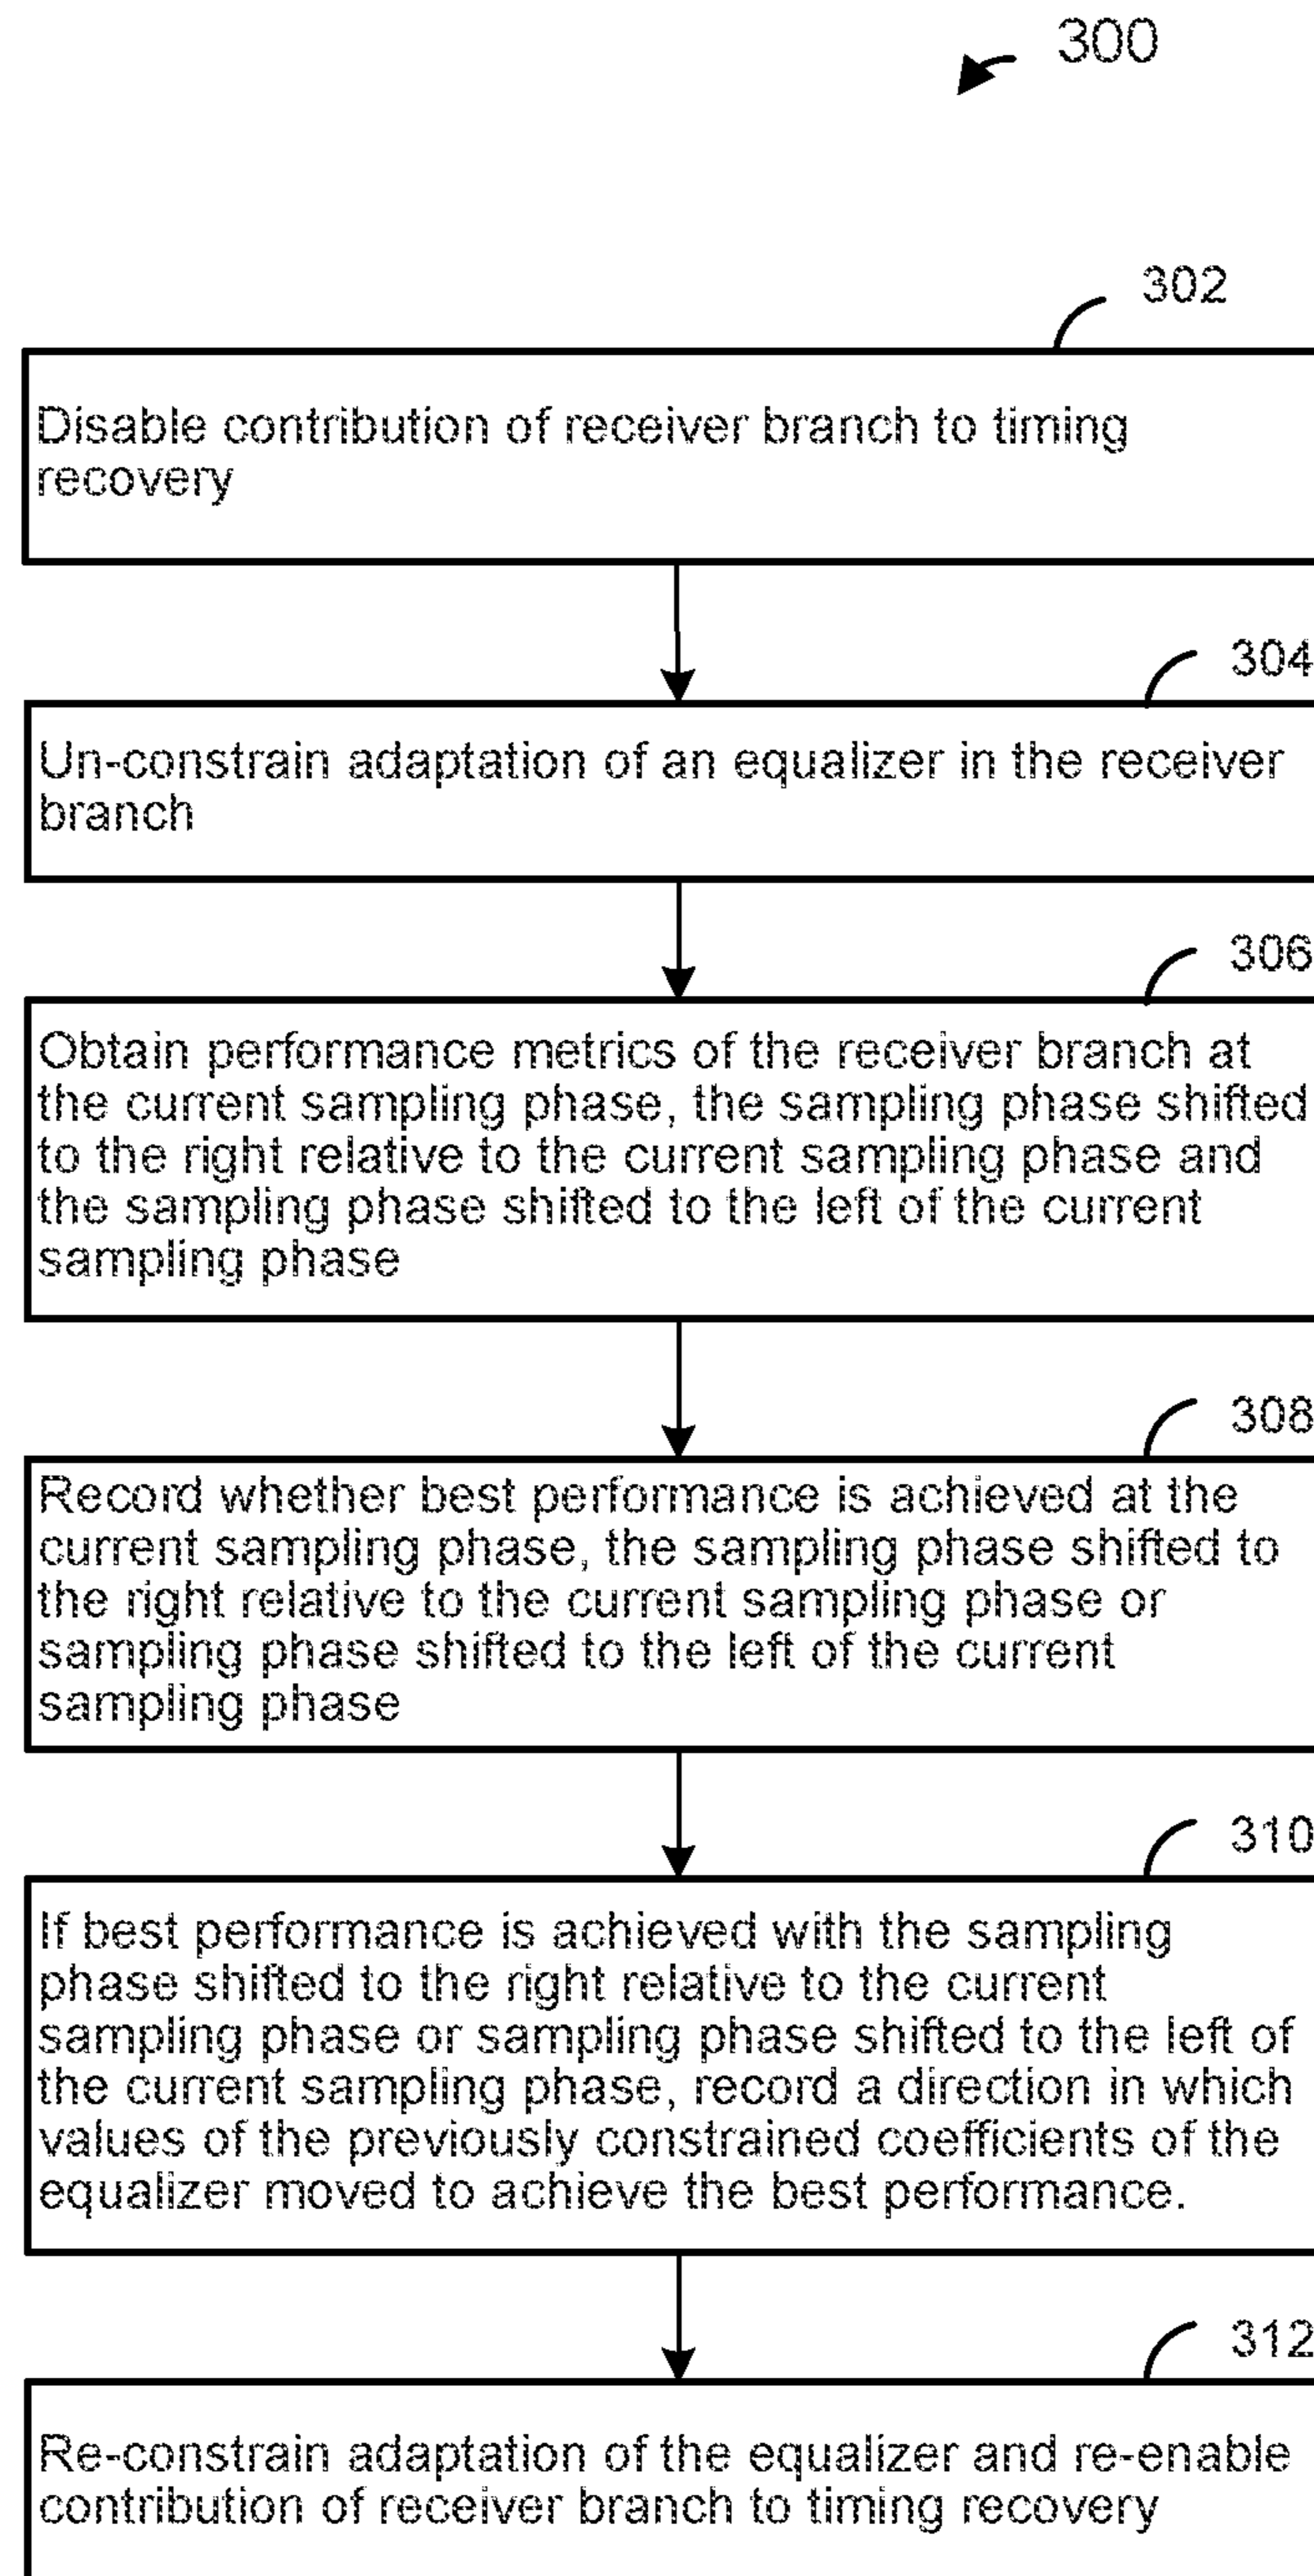 300
302
Disable contribution of receiver branch to timing
recovery
304
Un-constrain adaptation of an equalizer in the receiver
branch
306
Obtain performance metrics of the receiver branch at
the current sampling phase, the sampling phase shifted
to the right relative to the current sampling phase and
the sampling phase shifted to the left of the current
sampling phase
308
Record whether best performance is achieved at the
current sampling phase, the sampling phase shifted to
the right relative to the current sampling phase or
sampling phase shifted to the left of the current
sampling phase
310
If best performance is achieved with the sampling
phase shifted to the right relative to the current
sampling phase or sampling phase shifted to the left of
the current sampling phase, record a direction in which
values of the previously constrained coefficients of the
equalizer moved to achieve the best performance.
312
Re-constrain adaptation of the equalizer and re-enable
contribution of receiver branch to timing recovery